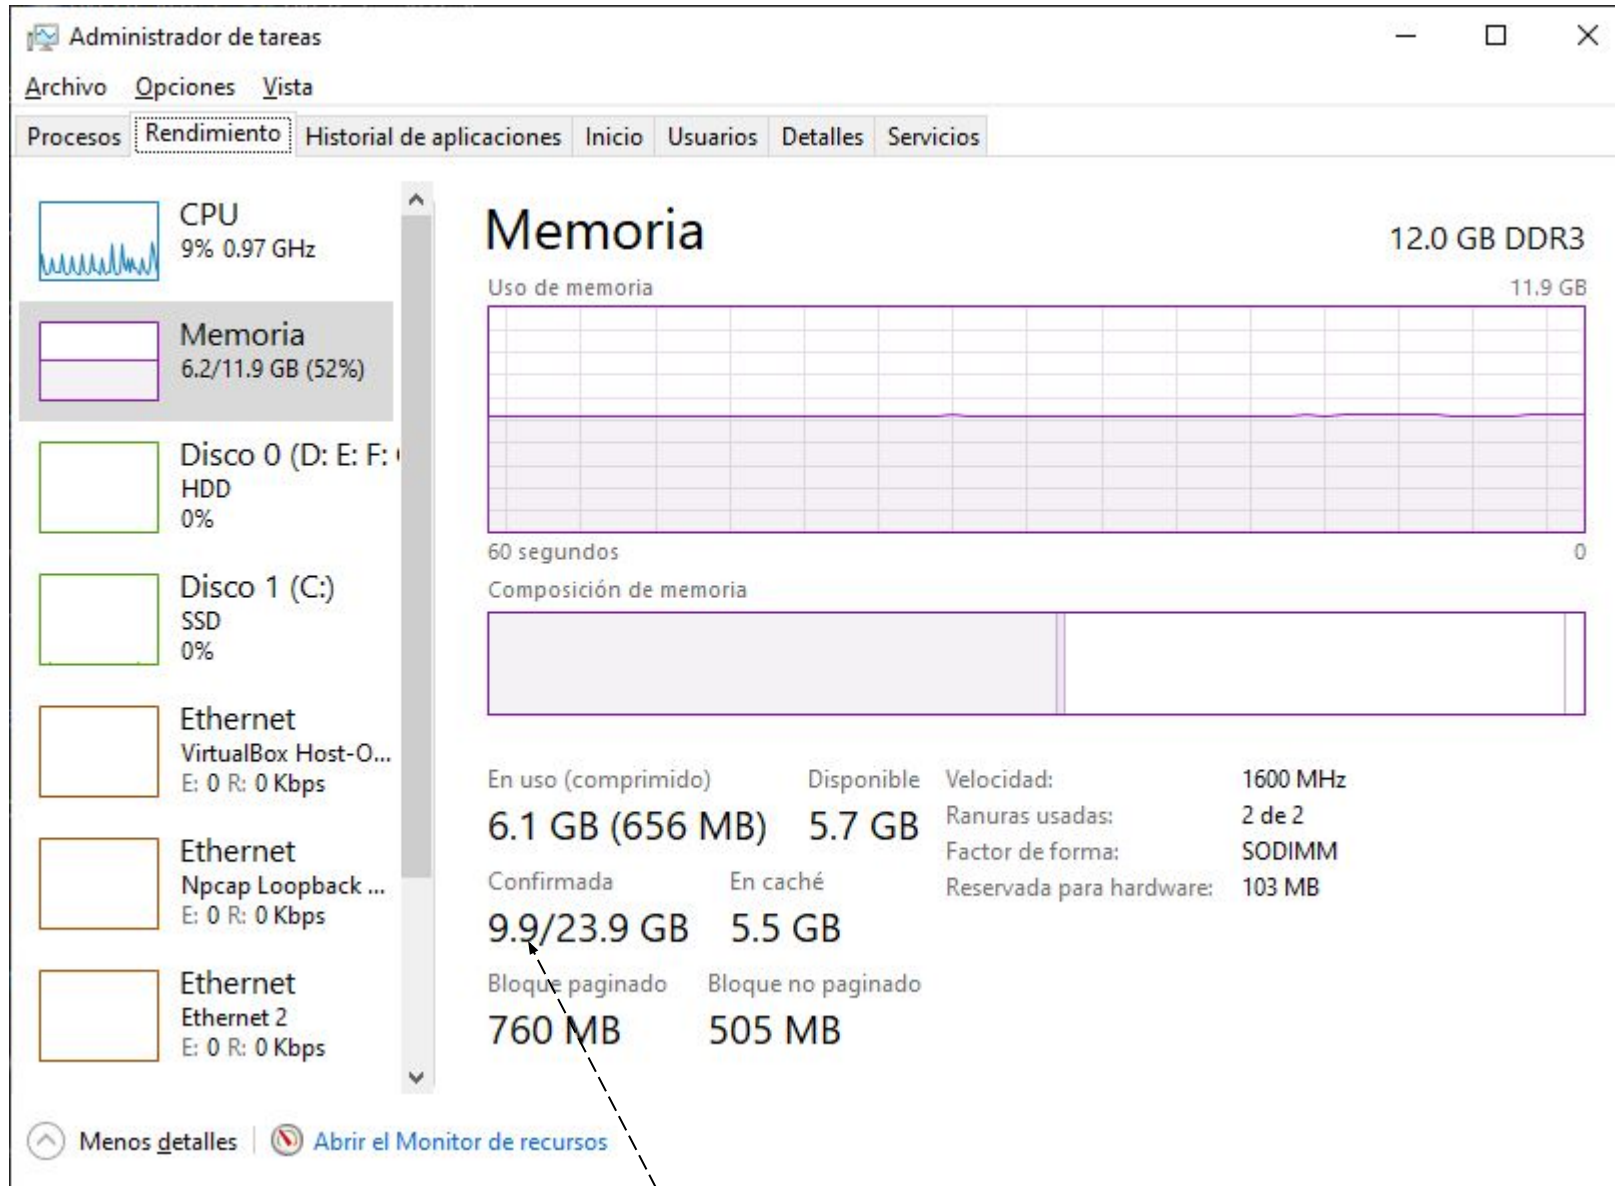 Administrador de tareas
Archivo Opciones Vista
Procesos Rendimiento Historial de aplicaciones Inicio Usuarios Detalles Servicios
CPU
9% 0.97 GHz
Memoria
6.2/11.9 GB (52%)
Disco 0 (D: E: F:
HDD
0%
Disco 1 (C:)
SSD
0%
Ethernet
VirtualBox Host-O...
E: 0 R: 0 Kbps
Ethernet
Npcap Loopback ...
E: 0 R: 0 Kbps
Ethernet
Ethernet 2
E: 0 R: 0 Kbps
Memoria 12.0 GB DDR3
Uso de memoria 11.9 GB
60 segundos 0
Composición de memoria
En uso (comprimido) Disponible
6.1 GB (656 MB) 5.7 GB
Confirmada En caché
9.9/23.9 GB 5.5 GB
Bloque paginado Bloque no paginado
760 MB 505 MB
Velocidad: 1600 MHz
Ranuras usadas: 2 de 2
Factor de forma: SODIMM
Reservada para hardware: 103 MB
Menos detalles Abrir el Monitor de recursos